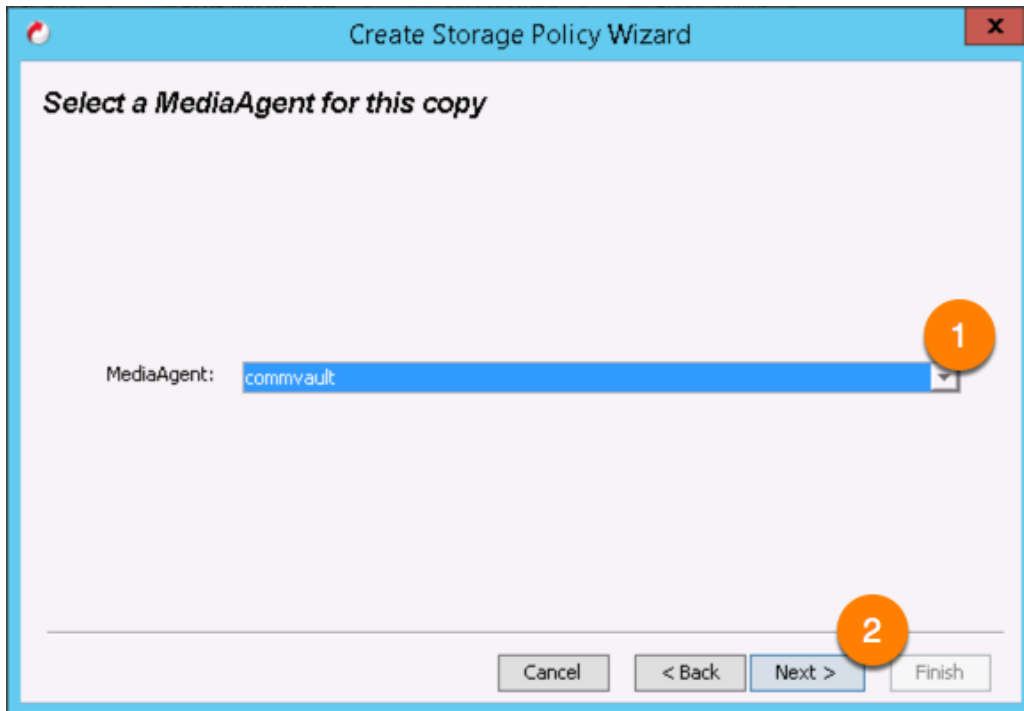 Create Storage Policy Wizard
x
Select a MediaAgent for this copy
1
MediaAgent: commvault
2
Cancel < Back Next > Finish